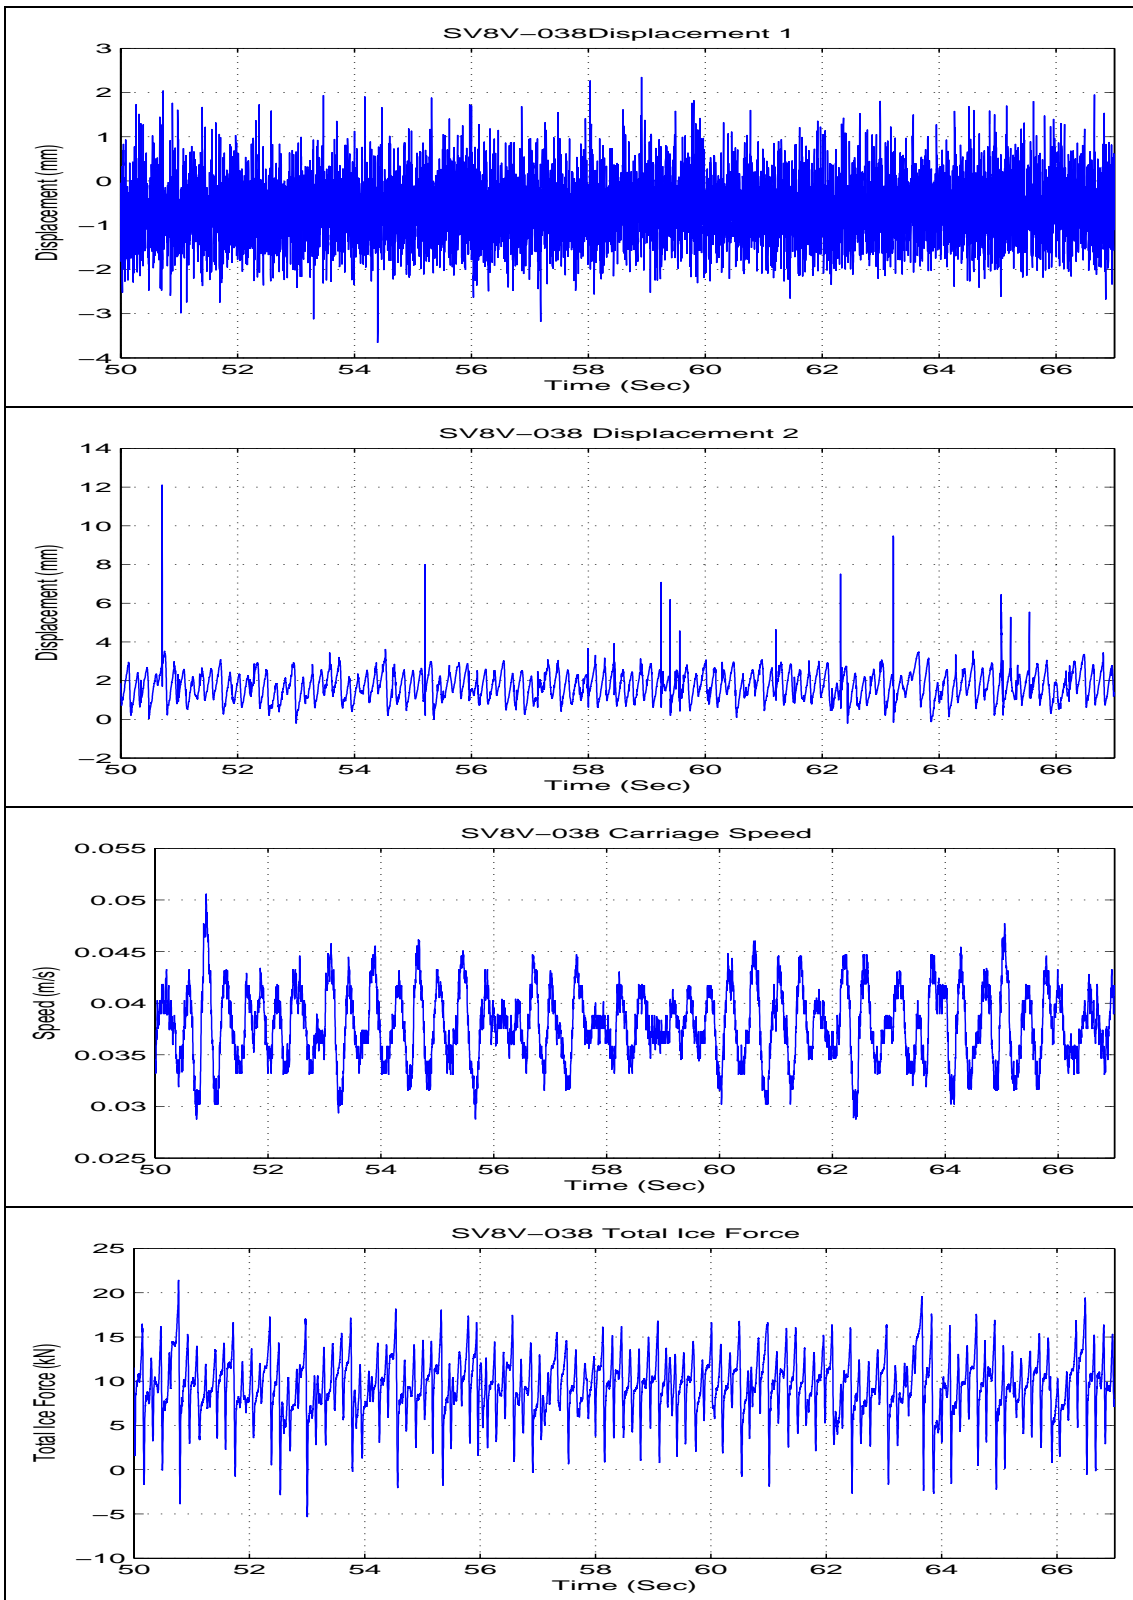 SV8V−038Displacement 1
Displacement (mm)
3
2
1
0
−1
−2
−3
−4
50 52 54 56 58 60 62 64 66
Time (Sec)
SV8V−038 Displacement 2
Displacement (mm)
14
12
10
8
6
4
2
0
−2
50 52 54 56 58 60 62 64 66
Time (Sec)
SV8V−038 Carriage Speed
Speed (m/s)
0.055
0.05
0.045
0.04
0.035
0.03
0.025
50 52 54 56 58 60 62 64 66
Time (Sec)
SV8V−038 Total Ice Force
Total Ice Force (kN)
25
20
15
10
5
0
−5
−10
50 52 54 56 58 60 62 64 66
Time (Sec)